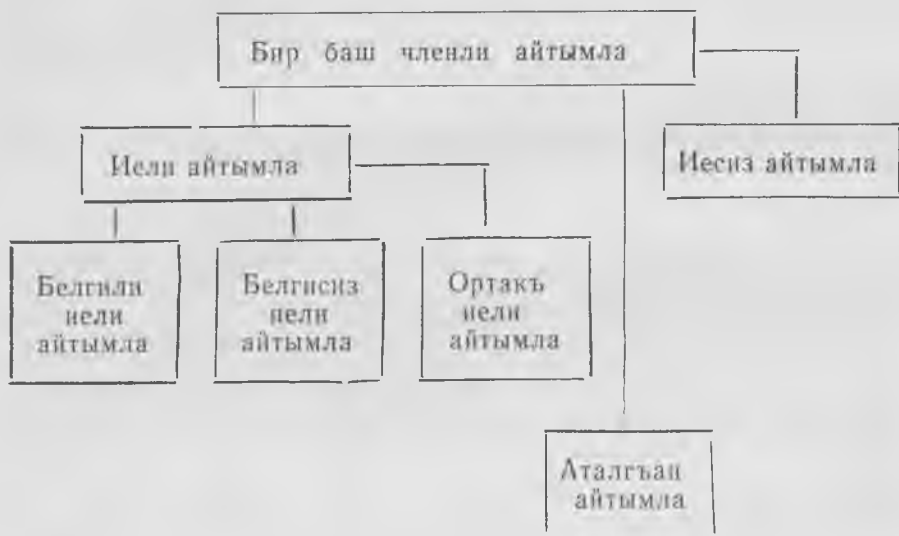 Бир баш членли айтымла
Иели айтымла
Иесиз айтымла
Белгили
иели
айтымла
Белгисиз
иели
айтымла
Ортакъ
иели
айтымла
Аталгъан
айтымла